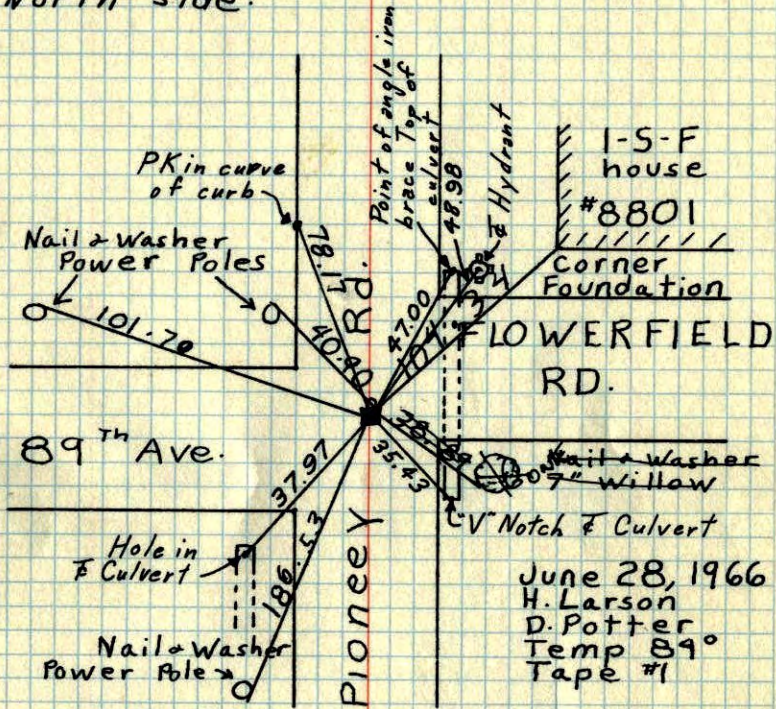 North side.
Point of angle iron
brace Top of
culvert
48.98
℄ Hydrant
1-S-F
house
#8801
PK in curve
of curb
Nail & Washer
Power Poles
51.87
Rd.
Corner
Foundation
101.70
40.40
47.00
FLOWERFIELD
RD.
89th Ave.
37.97
35.43
Nail & Washer
7" Willow
"V" Notch ℄ Culvert
Hole in
℄ Culvert
186.53
Pioneer
Nail & Washer
Power Pole
June 28, 1966
H. Larson
D. Potter
Temp 89°
Tape #1